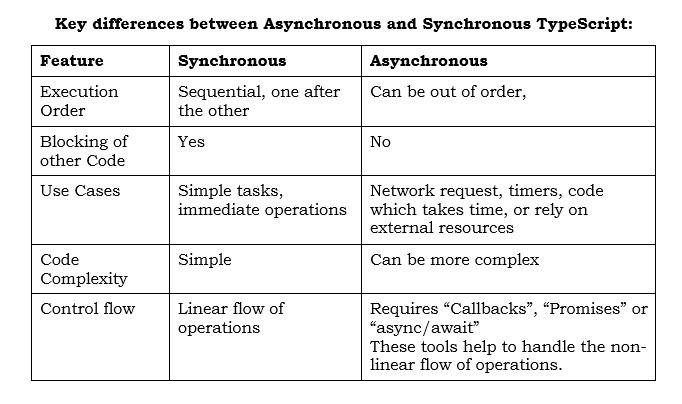 Key differences between Asynchronous and Synchronous TypeScript:
Feature Synchronous Asynchronous
Execution Order Sequential, one after the other Can be out of order,
Blocking of other Code Yes No
Use Cases Simple tasks, immediate operations Network request, timers, code which takes time, or rely on external resources
Code Complexity Simple Can be more complex
Control flow Linear flow of operations Requires “Callbacks”, “Promises” or “async/await”
These tools help to handle the non-linear flow of operations.